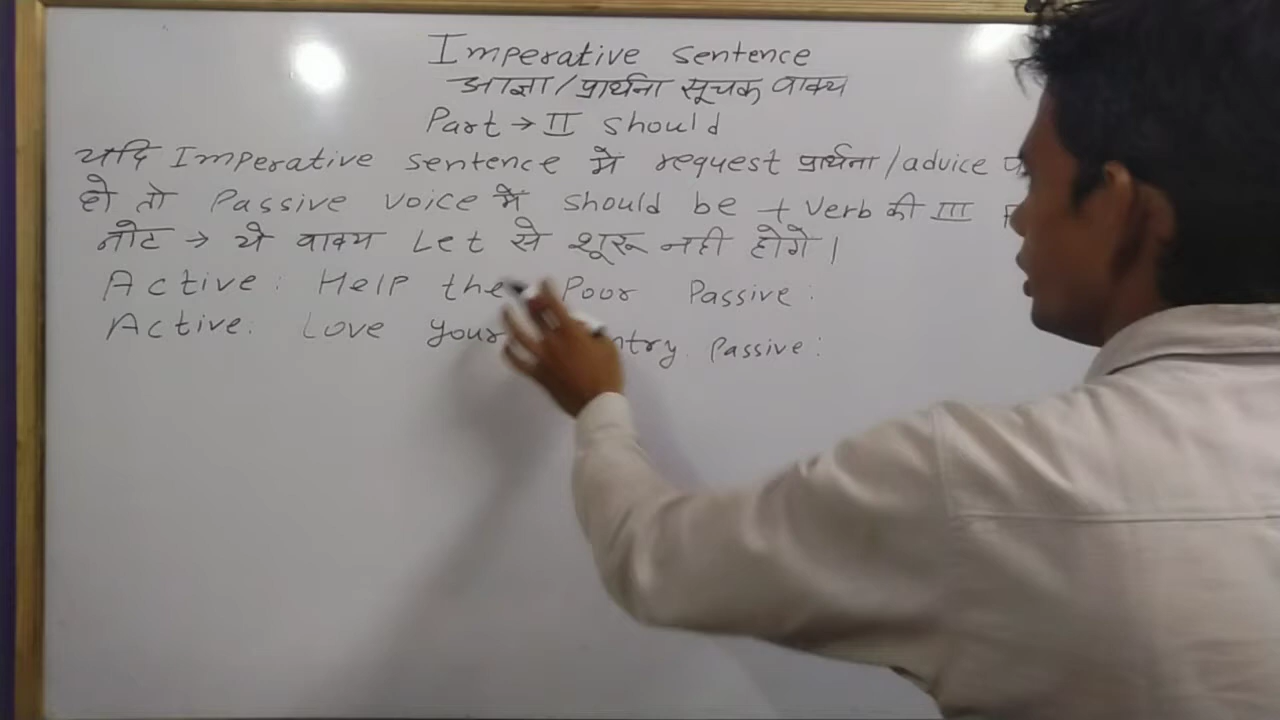 Imperative sentence
आज्ञा/प्रार्थना सूचक वाक्य
Part → II should
यदि Imperative sentence में request प्रार्थना/advice
हो तो Passive voice में should be + Verb की III
नोट → ये वाक्य Let से शूरू नही होगे।
Active: Help the Poor Passive:
Active: Love your Passive: